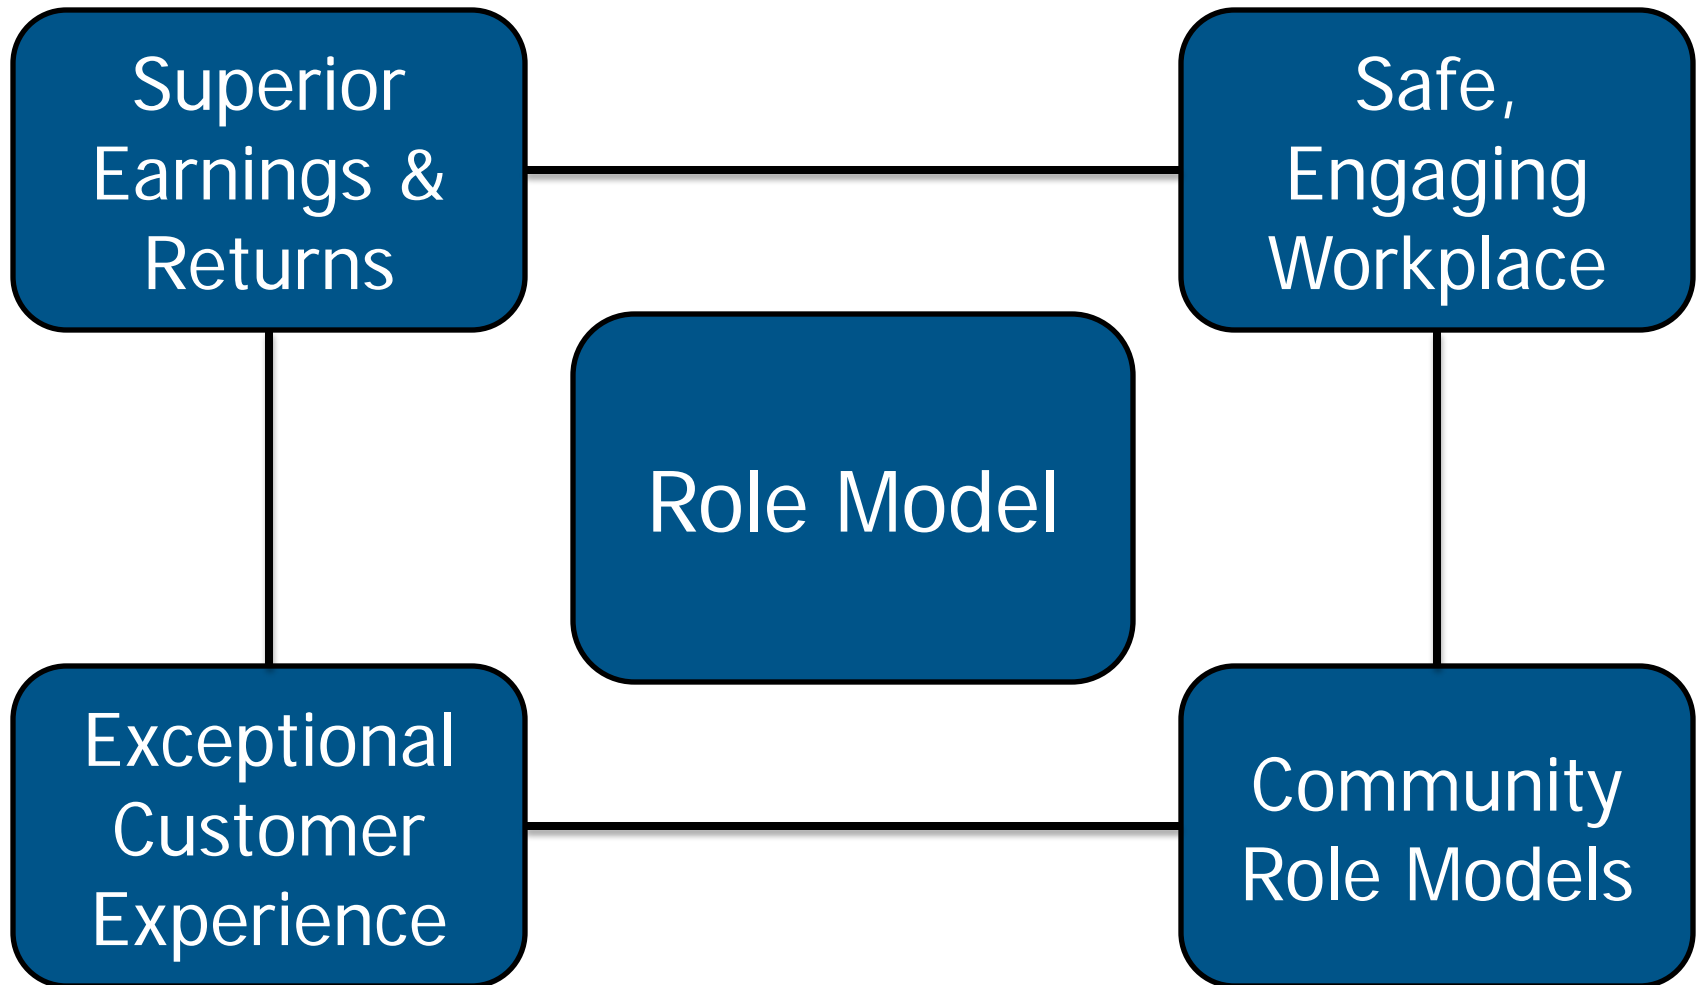 Superior
Earnings &
Returns
Safe,
Engaging
Workplace
Role Model
Exceptional
Customer
Experience
Community
Role Models